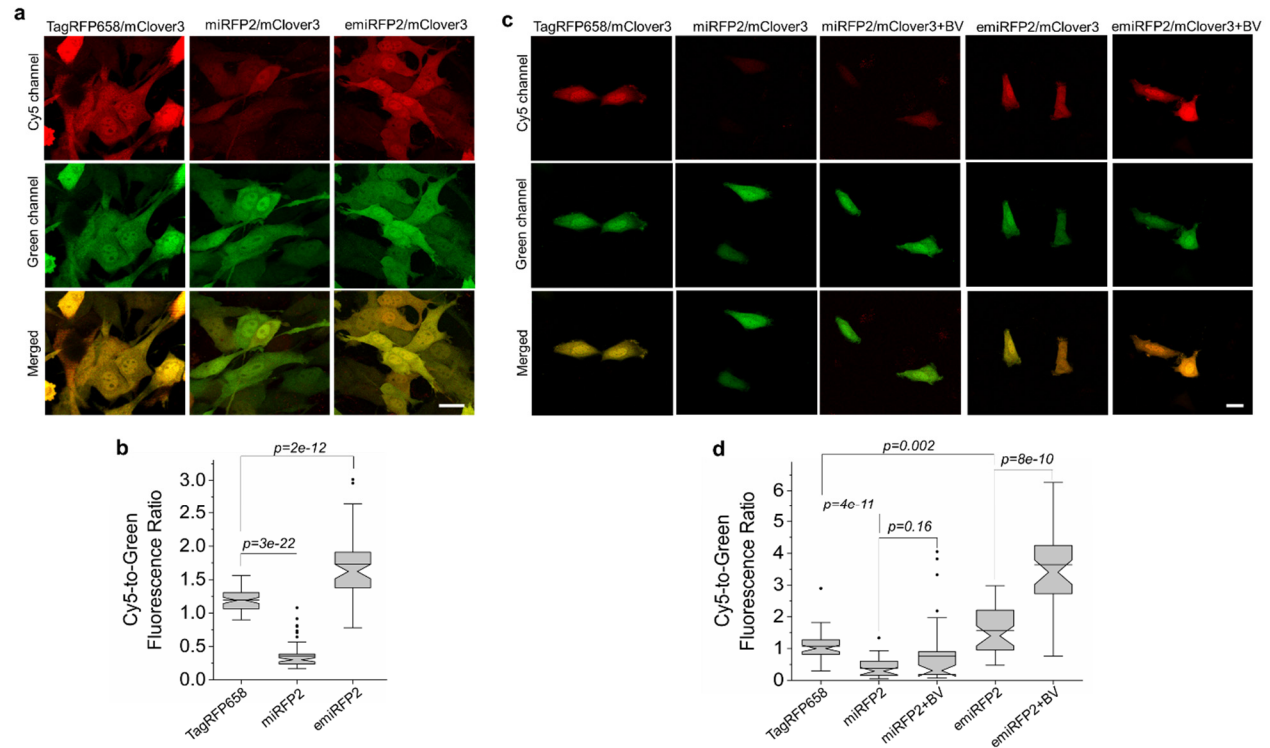 a
TagRFP658/mClover3 miRFP2/mClover3 emiRFP2/mClover3
Cy5 channel
Green channel
Merged
b
p=2e-12
p=3e-22
Cy5-to-Green
Fluorescence Ratio
3.0
2.5
2.0
1.5
1.0
0.5
0.0
TagRFP658 miRFP2 emiRFP2
c
TagRFP658/mClover3 miRFP2/mClover3 miRFP2/mClover3+BV emiRFP2/mClover3 emiRFP2/mClover3+BV
Cy5 channel
Green channel
Merged
d
p=0.002
p=8e-10
p=4e-11
p=0.16
Cy5-to-Green
Fluorescence Ratio
6
5
4
3
2
1
0
TagRFP658 miRFP2 miRFP2+BV emiRFP2 emiRFP2+BV